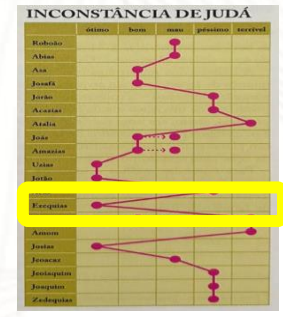 INCONSTÂNCIA DE JUDÁ
ótimo bom mau péssimo terrível
Roboão
Abias
Asa
Josafá
Jorão
Acazias
Atalia
Joás
Amazias
Uzias
Jotão
Ezequias
Amom
Josias
Jeoacaz
Jeoiaquim
Joaquim
Zedequias